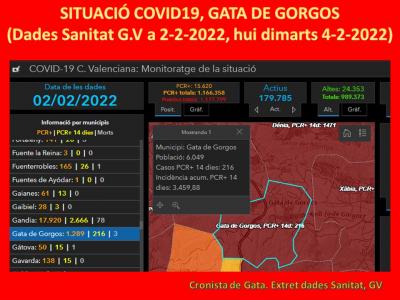 SITUACIÓ COVID19, GATA DE GORGOS
(Dades Sanitat G.V a 2-2-2022, hui dimarts 4-2-2022)
COVID-19 C. Valenciana: Monitoratge de la situació
Data de les dades
02/02/2022
PCR+: 15.620
PCR+ totals: 1.166.358
Actius
179.785
Altes: 24.353
Totals: 989.373
Informació per municipis
PCR+ | PCR+ 14 dies | Morts
Posit. Gràf.
Act. Gràf.
Alt. Gràf.
Fuente la Reina: 3 | 0 | 0
Fuenterrobles: 165 | 26 | 1
Fuentes de Ayódar: 1 | 0 | 0
Gaianes: 61 | 13 | 0
Gaibiel: 28 | 3 | 0
Gandia: 17.920 | 2.666 | 78
Gata de Gorgos: 1.289 | 216 | 3
Gátova: 50 | 15 | 1
Gavarda: 138 | 15 | 0
Mostrando 1
Municipi: Gata de Gorgos
Població: 6.049
Casos PCR+ 14 dies: 216
Incidència acum. PCR+ 14 dies: 3.459,88
Dénia, PCR+ 14d: 1471
Xàbia, PCR+
Gata de Gorgos, PCR+ 14d: 216
Cronista de Gata. Extret dades Sanitat, GV